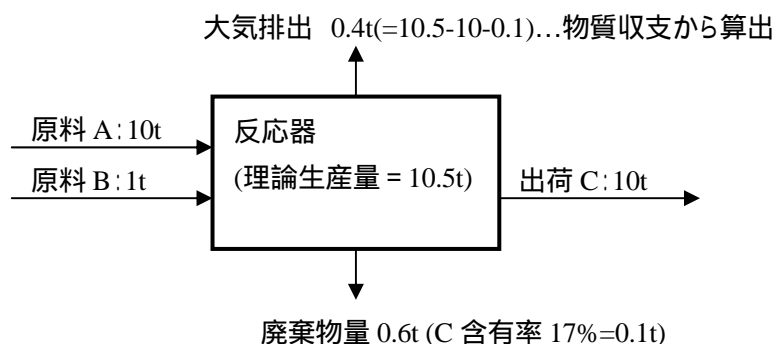 大気排出 0.4t(=10.5-10-0.1)…物質収支から算出
原料 A:10t
原料 B:1t
反応器
(理論生産量 = 10.5t)
出荷 C:10t
廃棄物量 0.6t (C 含有率 17%=0.1t)